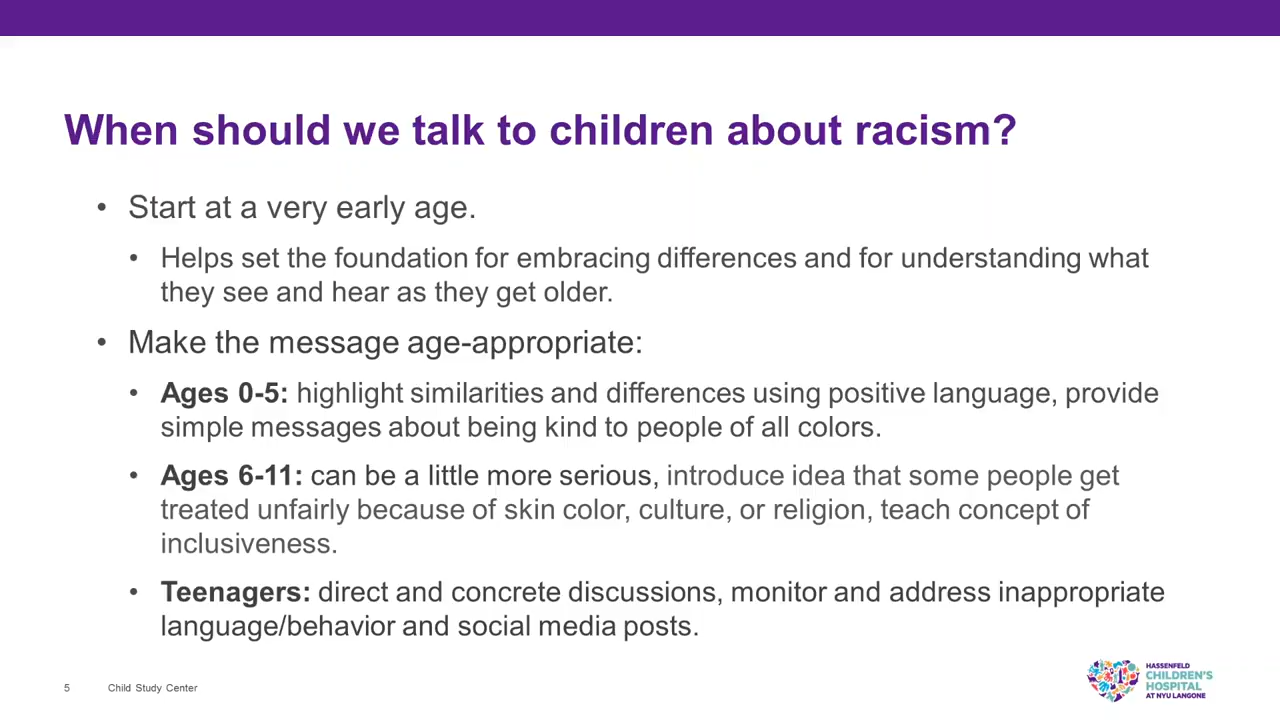 When should we talk to children about racism?
• Start at a very early age.
• Helps set the foundation for embracing differences and for understanding what
they see and hear as they get older.
• Make the message age-appropriate:
• Ages 0-5: highlight similarities and differences using positive language, provide
simple messages about being kind to people of all colors.
• Ages 6-11: can be a little more serious, introduce idea that some people get
treated unfairly because of skin color, culture, or religion, teach concept of
inclusiveness.
• Teenagers: direct and concrete discussions, monitor and address inappropriate
language/behavior and social media posts.
5 Child Study Center
HASSENFELD
CHILDREN'S
HOSPITAL
AT NYU LANGONE